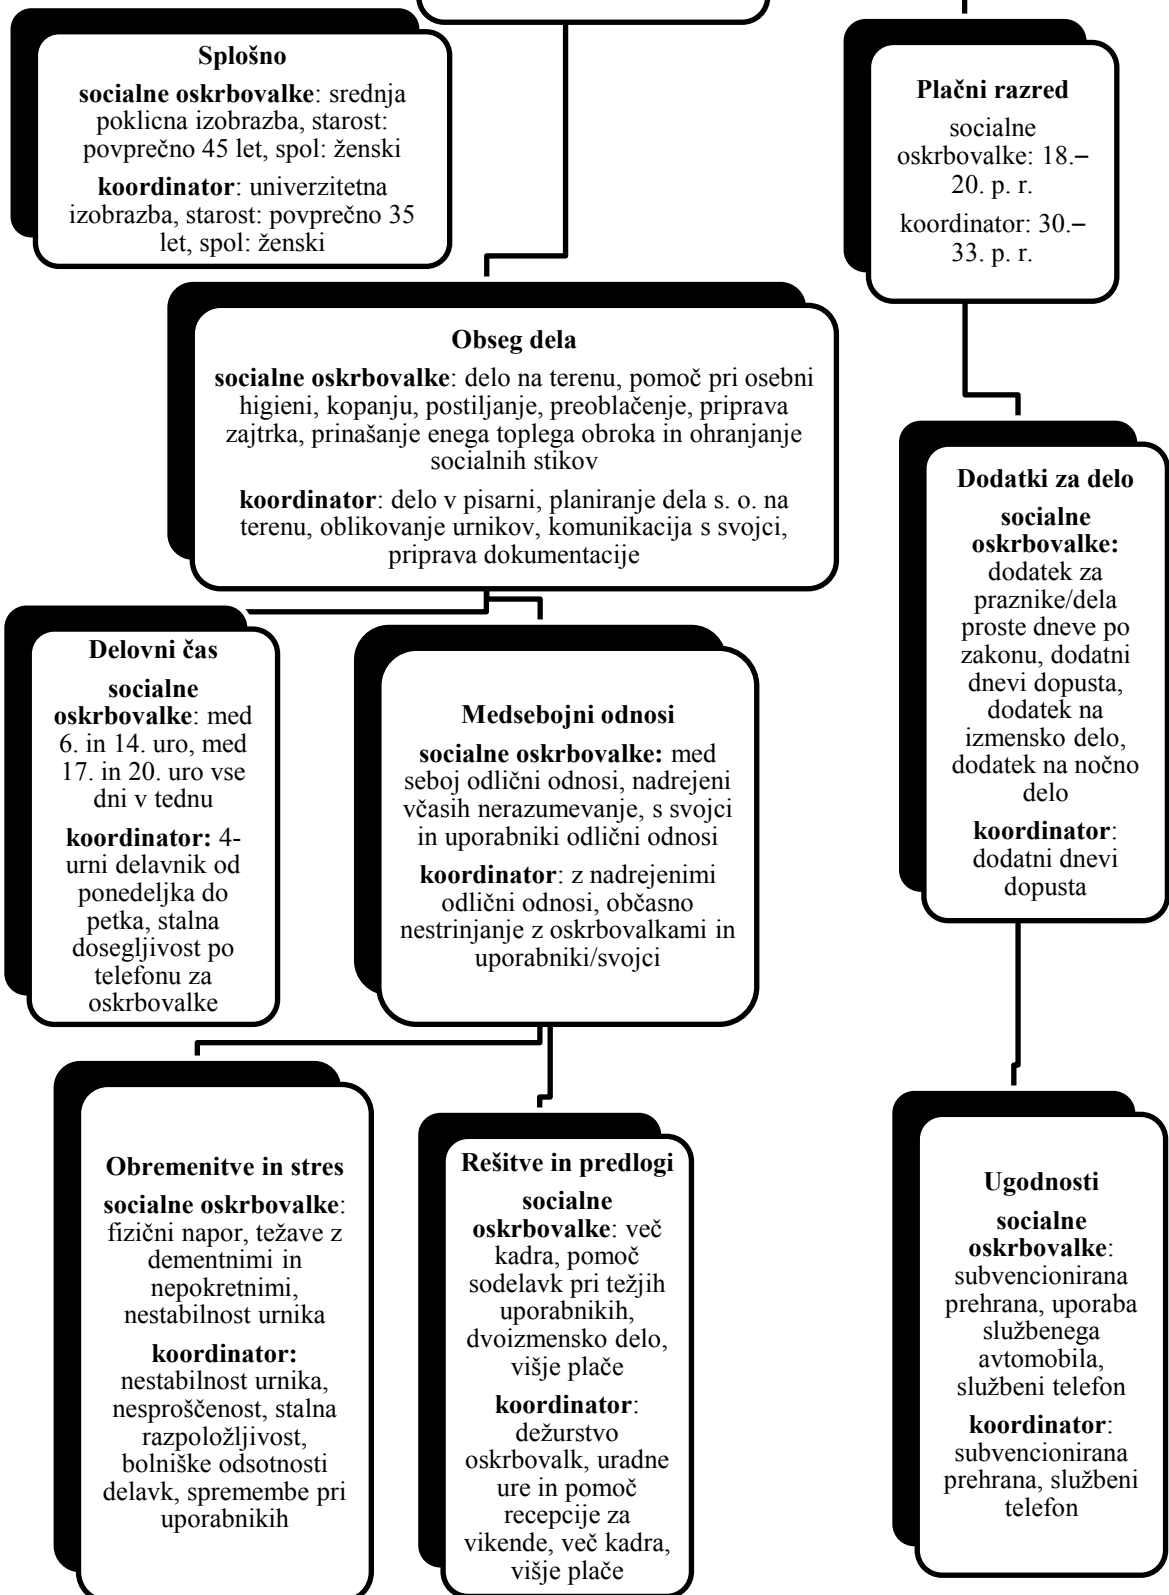 Splošno
socialne oskrbovalke: srednja
poklicna izobrazba, starost:
povprečno 45 let, spol: ženski
koordinator: univerzitetna
izobrazba, starost: povprečno 35
let, spol: ženski
Plačni razred
socialne
oskrbovalke: 18.–
20. p. r.
koordinator: 30.–
33. p. r.
Obseg dela
socialne oskrbovalke: delo na terenu, pomoč pri osebni
higieni, kopanju, postiljanje, preoblačenje, priprava
zajtrka, prinašanje enega toplega obroka in ohranjanje
socialnih stikov
koordinator: delo v pisarni, planiranje dela s. o. na
terenu, oblikovanje urnikov, komunikacija s svojci,
priprava dokumentacije
Dodatki za delo
socialne
oskrbovalke:
dodatek za
praznike/dela
proste dneve po
zakonu, dodatni
dnevi dopusta,
dodatek na
izmensko delo,
dodatek na nočno
delo
koordinator:
dodatni dnevi
dopusta
Delovni čas
socialne
oskrbovalke: med
6. in 14. uro, med
17. in 20. uro vse
dni v tednu
koordinator: 4-
urni delavnik od
ponedeljka do
petka, stalna
dosegljivost po
telefonu za
oskrbovalke
Medsebojni odnosi
socialne oskrbovalke: med
seboj odlični odnosi, nadrejeni
včasih nerazumevanje, s svojci
in uporabniki odlični odnosi
koordinator: z nadrejenimi
odlični odnosi, občasno
nestrinjanje z oskrbovalkami in
uporabniki/svojci
Obremenitve in stres
socialne oskrbovalke:
fizični napor, težave z
dementnimi in
nepokretnimi,
nestabilnost urnika
koordinator:
nestabilnost urnika,
nesproščenost, stalna
razpoložljivost,
bolniške odsotnosti
delavk, spremembe pri
uporabnikih
Rešitve in predlogi
socialne
oskrbovalke: več
kadra, pomoč
sodelavk pri težjih
uporabnikih,
dvoizmensko delo,
višje plače
koordinator:
dežurstvo
oskrbovalk, uradne
ure in pomoč
recepcije za
vikende, več kadra,
višje plače
Ugodnosti
socialne
oskrbovalke:
subvencionirana
prehrana, uporaba
službenega
avtomobila,
službeni telefon
koordinator:
subvencionirana
prehrana, službeni
telefon